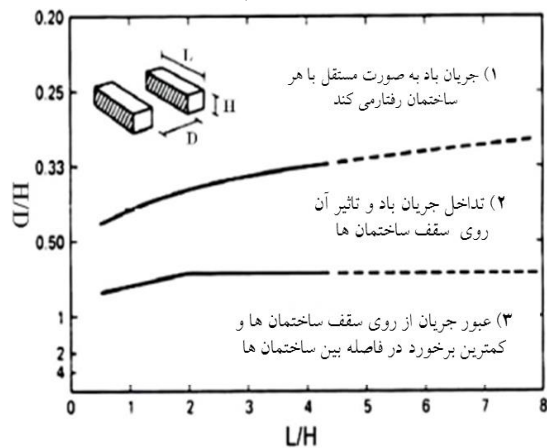 0.20
0.25
0.33
0.50
1
2
4
H/D
L
H
D
۱) جریان باد به صورت مستقل با هر
ساختمان رفتارمی کند
۲) تداخل جریان باد و تاثیر آن
روی سقف ساختمان ها
۳) عبور جریان از روی سقف ساختمان ها و
کمترین برخورد در فاصله بین ساختمان ها
0 1 2 3 4 5 6 7 8
L/H